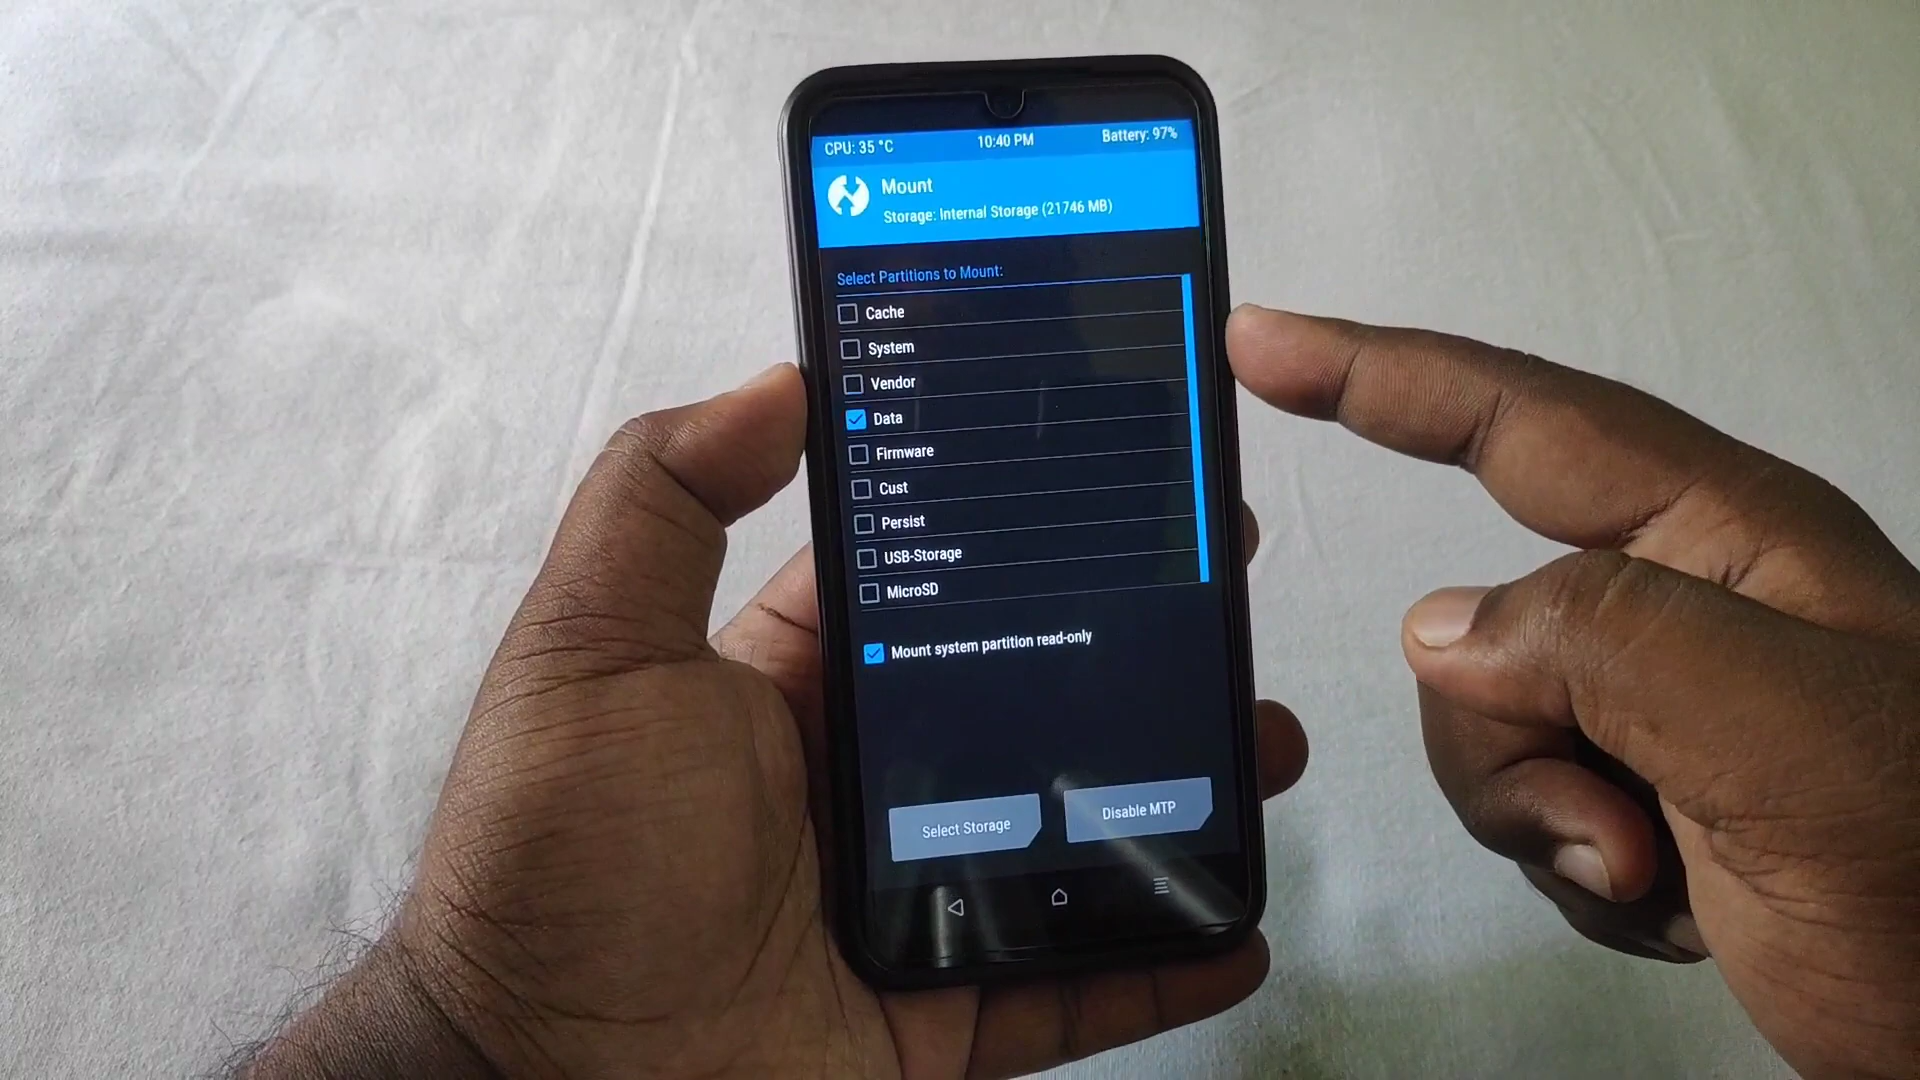 CPU: 35 °C 10:40 PM Battery: 97%
Mount
Storage: Internal Storage (21746 MB)
Select Partitions to Mount:
Cache
System
Vendor
Data
Firmware
Cust
Persist
USB-Storage
MicroSD
Mount system partition read-only
Select Storage Disable MTP